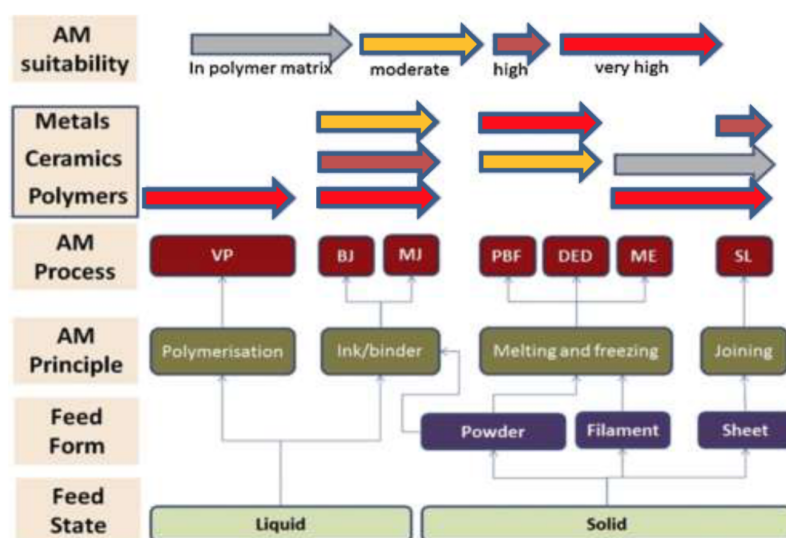 AM
suitability
In polymer matrix
moderate
high
very high
Metals
Ceramics
Polymers
AM
Process
VP
BJ
MJ
PBF
DED
ME
SL
AM
Principle
Polymerisation
Ink/binder
Melting and freezing
Joining
Feed
Form
Powder
Filament
Sheet
Feed
State
Liquid
Solid